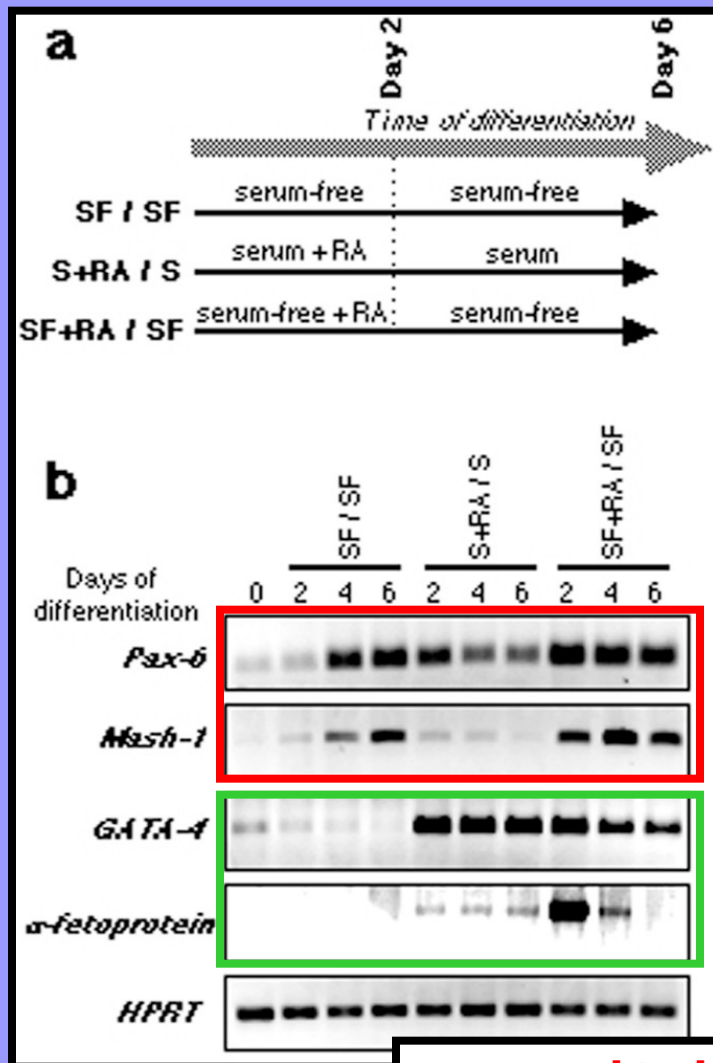 a
Day 2
Day 6
Time of differentiation
serum-free serum-free
SF / SF
serum + RA serum
S+RA / S
serum-free + RA serum-free
SF+RA / SF
b
SF / SF
S+RA / S
SF+RA / SF
Days of differentiation
0 2 4 6 2 4 6 2 4 6
Pax-6
Mash-1
GATA-4
α-fetoprotein
HPRT